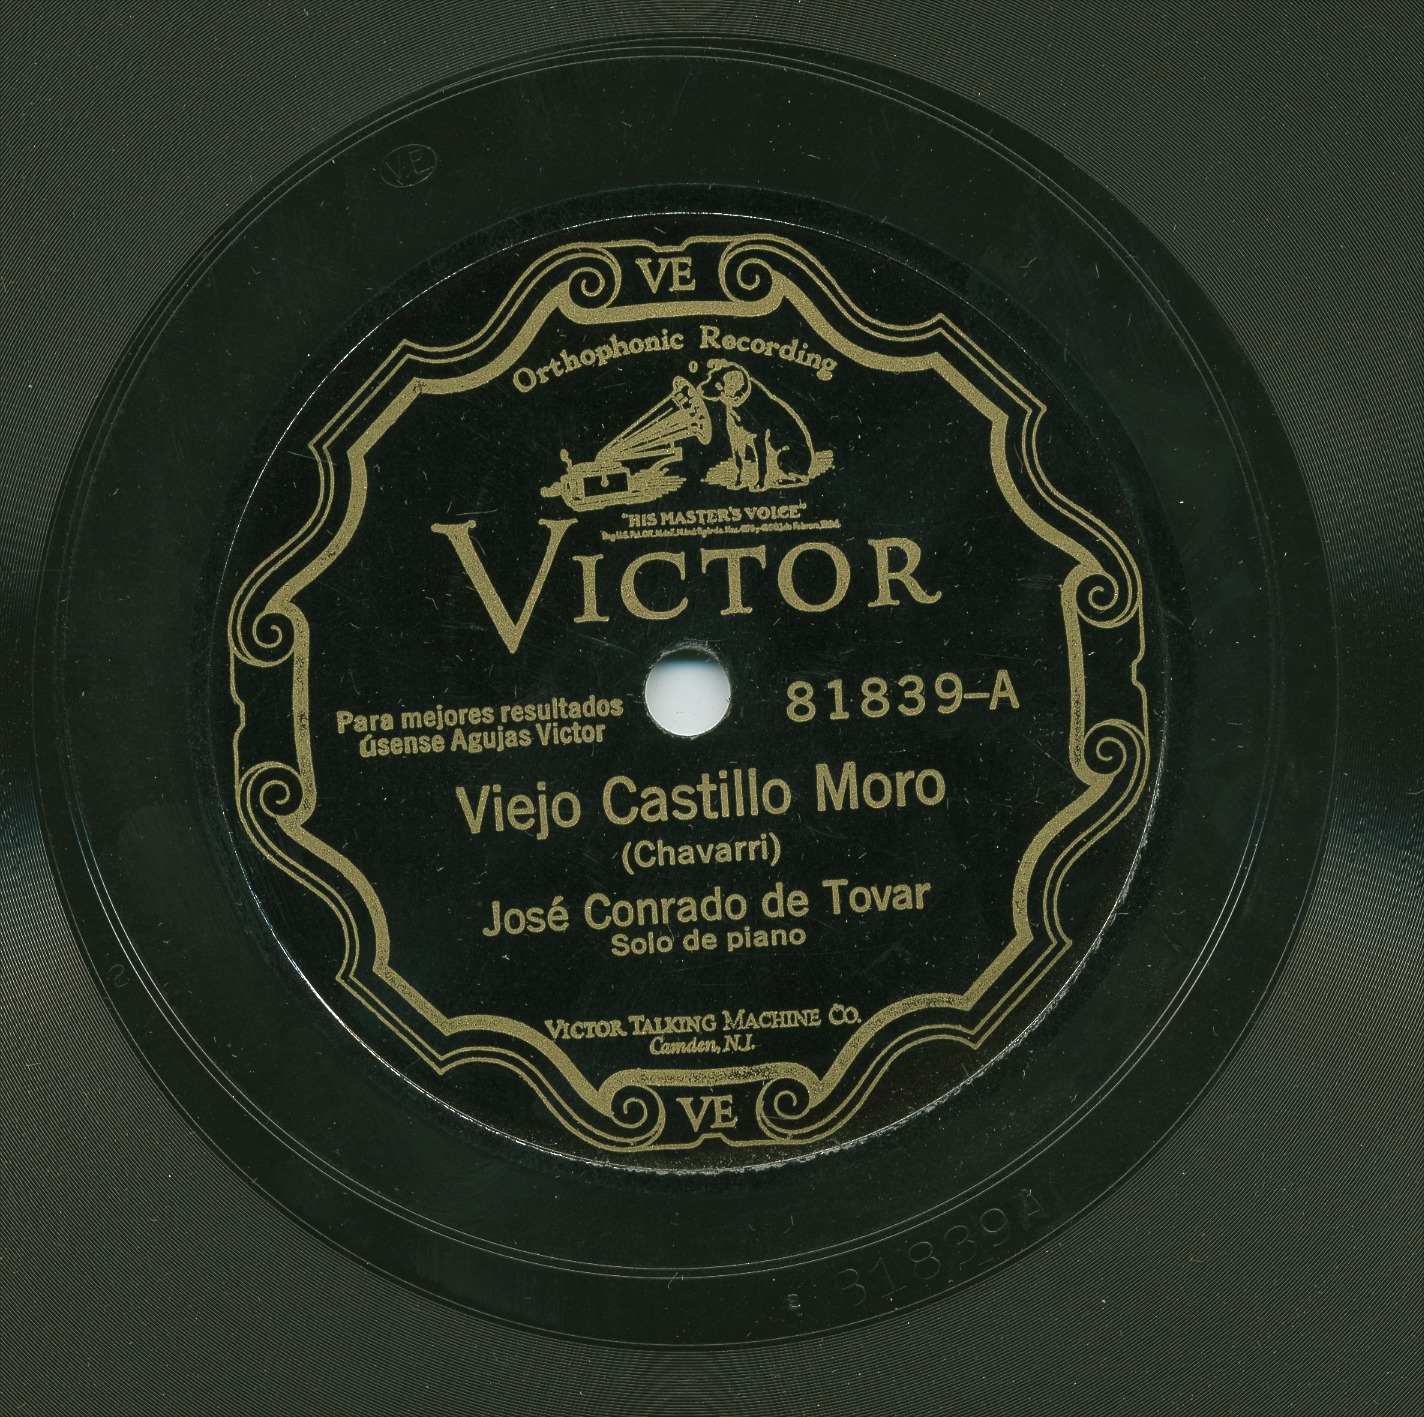 V.E
VE
Orthophonic Recording
"HIS MASTER'S VOICE"
VICTOR
81839-A
Para mejores resultados
úsense Agujas Victor
Viejo Castillo Moro
(Chavarri)
José Conrado de Tovar
Solo de piano
VICTOR TALKING MACHINE CO.
Camden, N.J.
VE
81839A